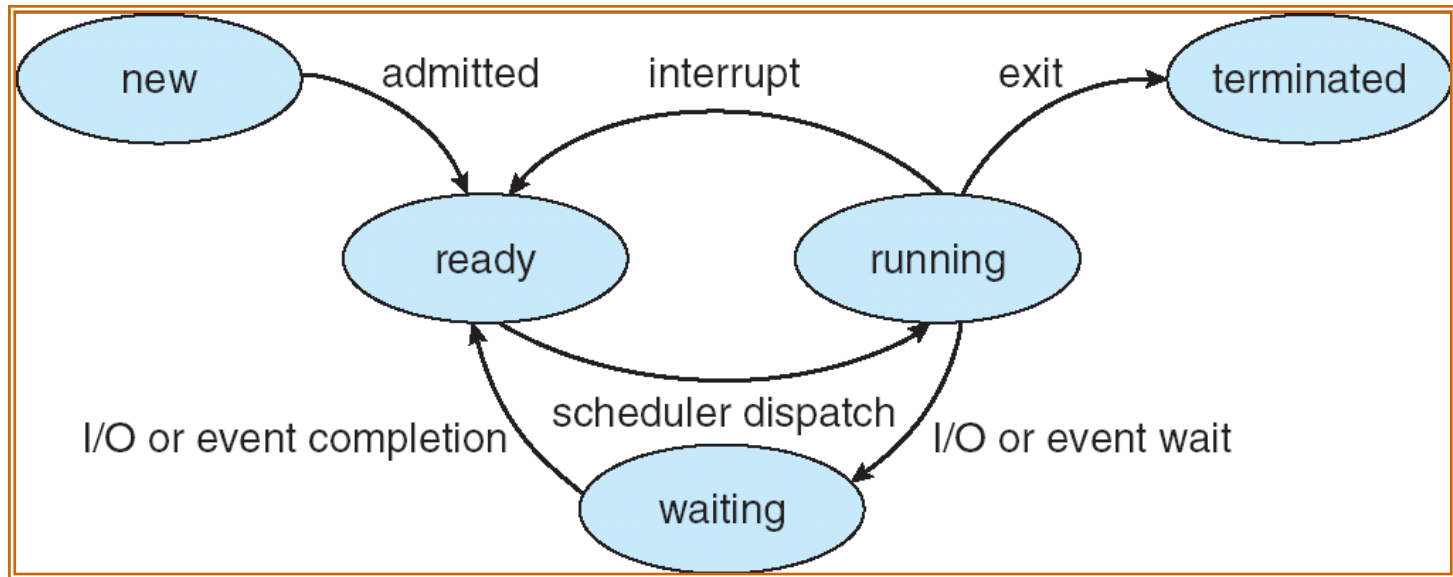 new
admitted
interrupt
exit
terminated
ready
running
scheduler dispatch
I/O or event completion
I/O or event wait
waiting